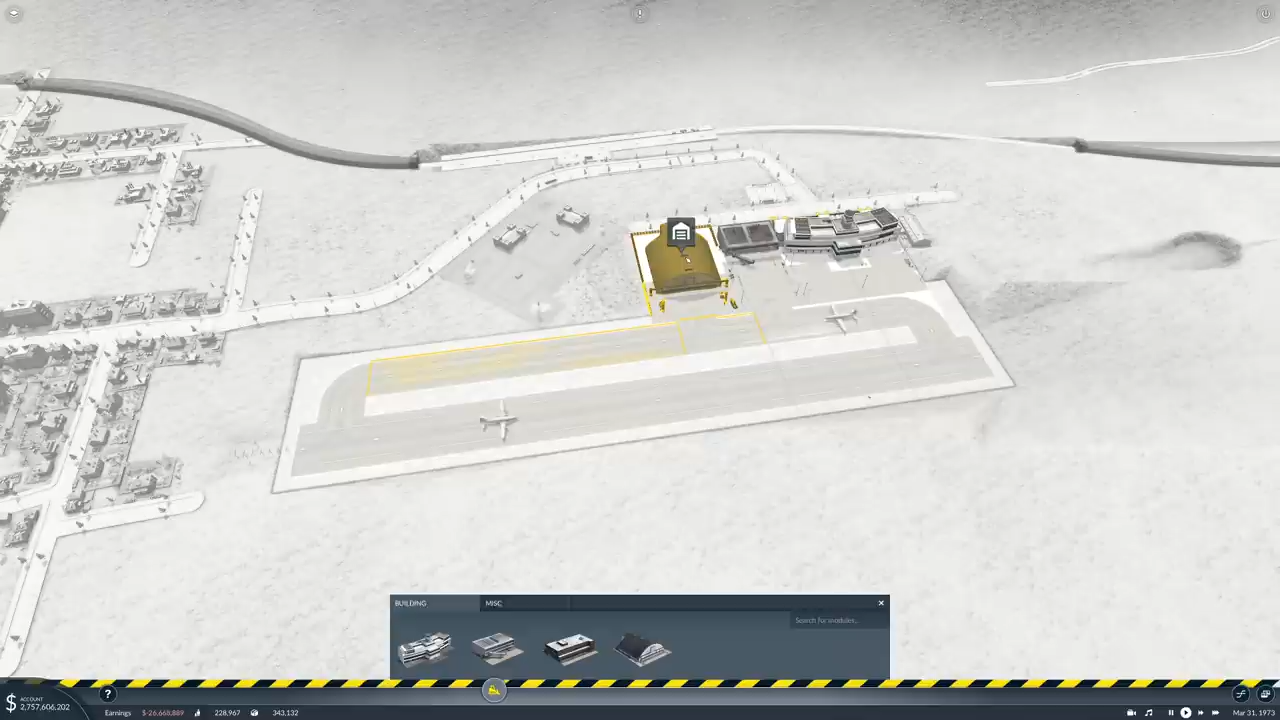 BUILDING
MISC
Search for modules...
ACCOUNT
$ 2,757,606,202
?
Earnings $-26,668,889 228,967 343,132
Mar 31, 1973